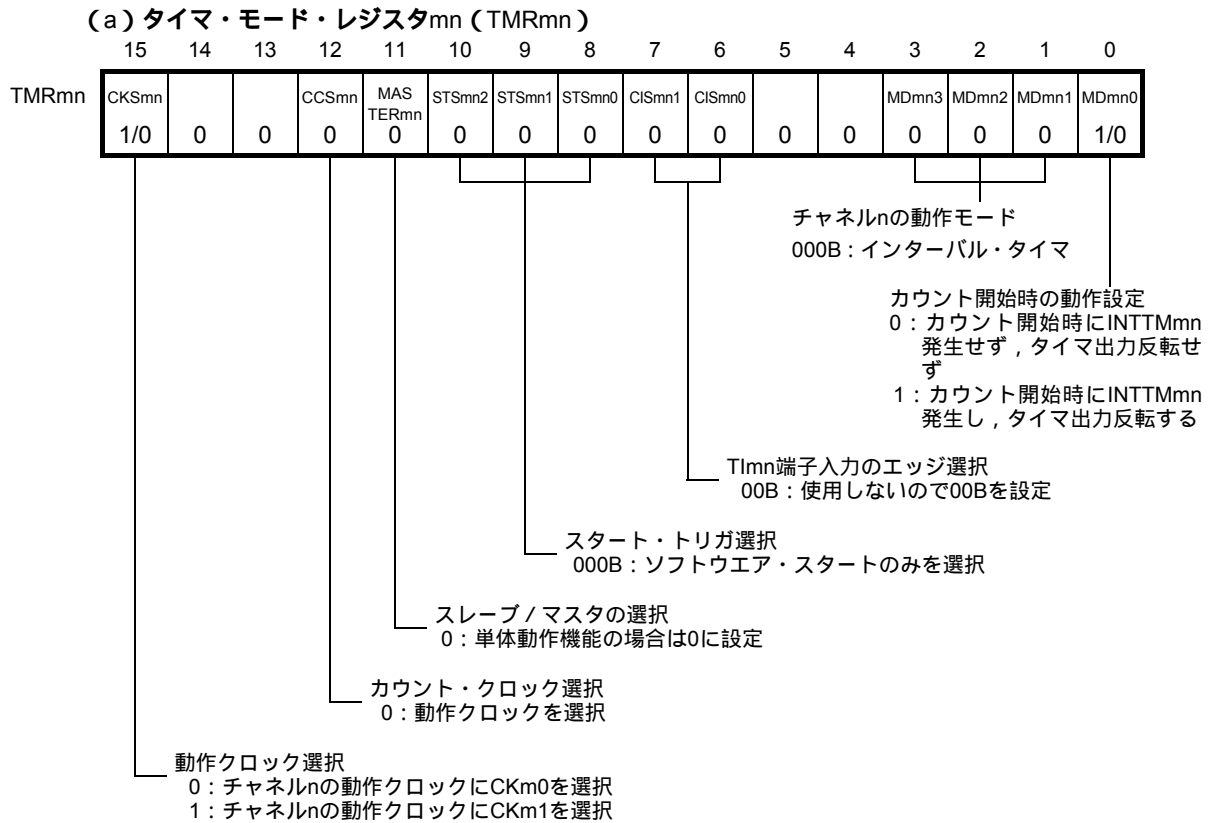 (a)タイマ・モード・レジスタmn(TMRmn)
15 14 13 12 11 10 9 8 7 6 5 4 3 2 1 0
TMRmn CKSmn CCSmn MAS TERmn STSmn2 STSmn1 STSmn0 CISmn1 CISmn0 MDmn3 MDmn2 MDmn1 MDmn0
1/0 0 0 0 0 0 0 0 0 0 0 0 0 0 0 1/0
チャネルnの動作モード
000B:インターバル・タイマ
カウント開始時の動作設定
0:カウント開始時にINTTMmn
発生せず,タイマ出力反転せ
ず
1:カウント開始時にINTTMmn
発生し,タイマ出力反転する
TImn端子入力のエッジ選択
00B:使用しないので00Bを設定
スタート・トリガ選択
000B:ソフトウエア・スタートのみを選択
スレーブ/マスタの選択
0:単体動作機能の場合は0に設定
カウント・クロック選択
0:動作クロックを選択
動作クロック選択
0:チャネルnの動作クロックにCKm0を選択
1:チャネルnの動作クロックにCKm1を選択